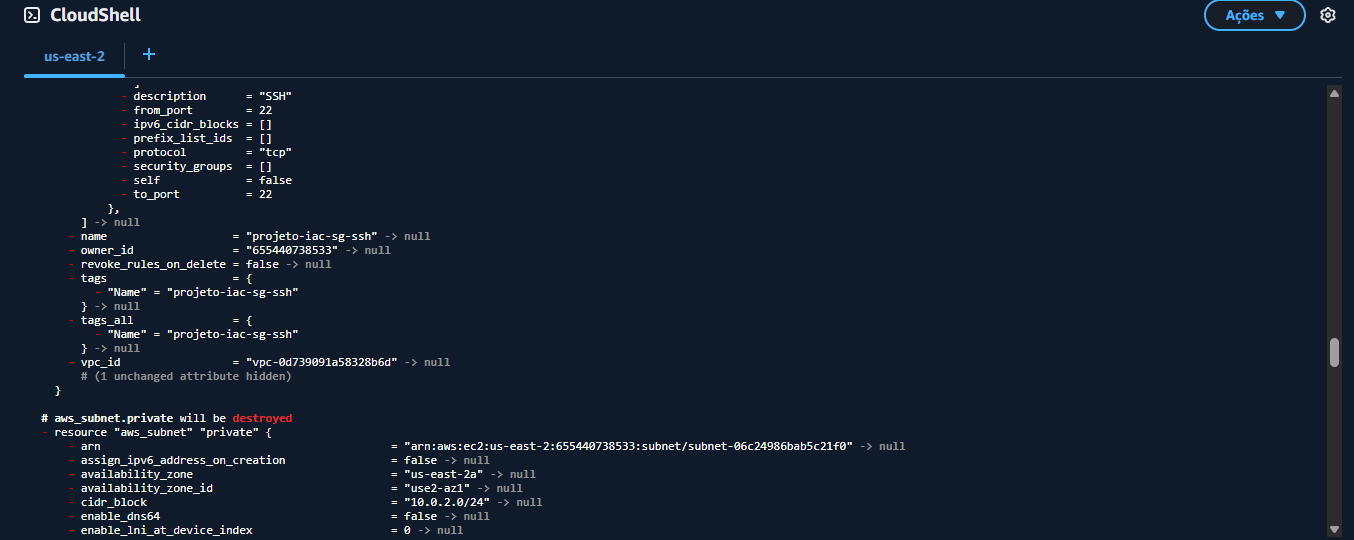 CloudShell
Ações
us-east-2
+
]
- description      = "SSH"
- from_port        = 22
- ipv6_cidr_blocks = []
- prefix_list_ids  = []
- protocol         = "tcp"
- security_groups  = []
- self             = false
- to_port          = 22
},
] -> null
- name                   = "projeto-iac-sg-ssh" -> null
- owner_id               = "655440738533" -> null
- revoke_rules_on_delete = false -> null
- tags                   = {
- "Name" = "projeto-iac-sg-ssh"
} -> null
- tags_all               = {
- "Name" = "projeto-iac-sg-ssh"
} -> null
- vpc_id                 = "vpc-0d739091a58328b6d" -> null
# (1 unchanged attribute hidden)
}
# aws_subnet.private will be destroyed
- resource "aws_subnet" "private" {
- arn                                            = "arn:aws:ec2:us-east-2:655440738533:subnet/subnet-06c24986bab5c21f0" -> null
- assign_ipv6_address_on_creation                = false -> null
- availability_zone                              = "us-east-2a" -> null
- availability_zone_id                           = "use2-az1" -> null
- cidr_block                                     = "10.0.2.0/24" -> null
- enable_dns64                                   = false -> null
- enable_lni_at_device_index                     = 0 -> null